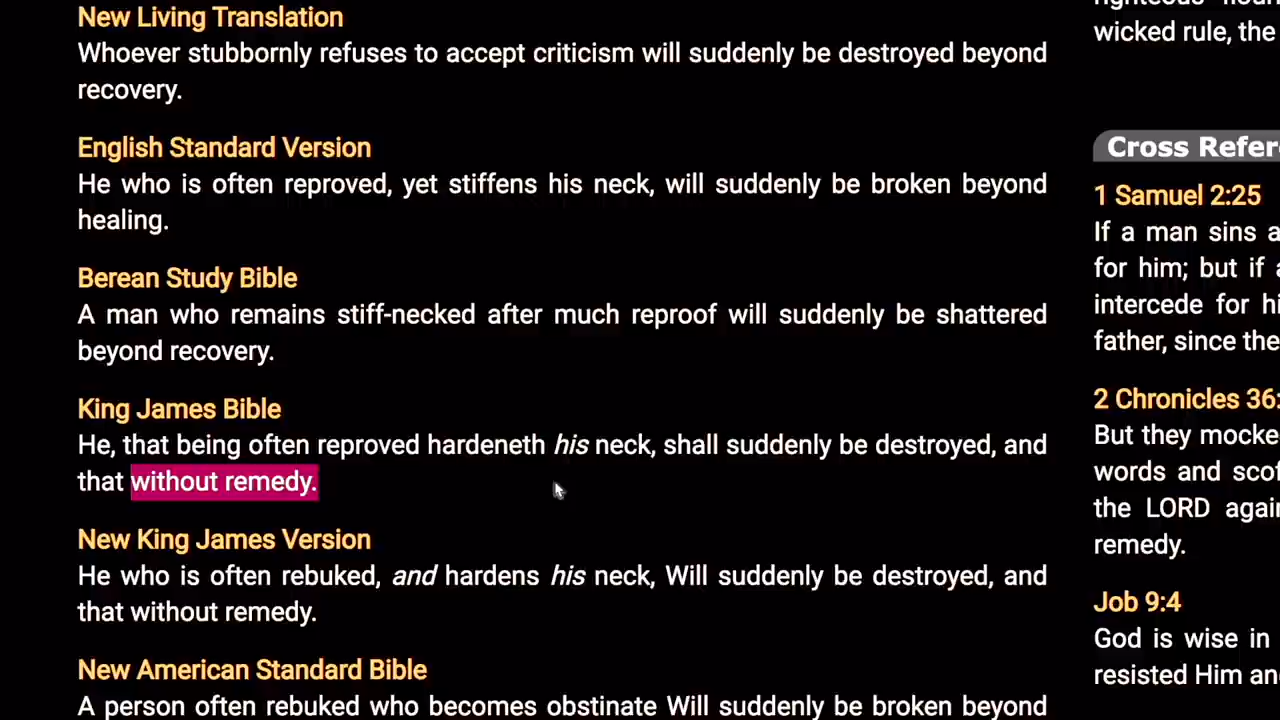 New Living Translation
Whoever stubbornly refuses to accept criticism will suddenly be destroyed beyond
recovery.
English Standard Version
He who is often reproved, yet stiffens his neck, will suddenly be broken beyond
healing.
Berean Study Bible
A man who remains stiff-necked after much reproof will suddenly be shattered
beyond recovery.
King James Bible
He, that being often reproved hardeneth his neck, shall suddenly be destroyed, and
that without remedy.
New King James Version
He who is often rebuked, and hardens his neck, Will suddenly be destroyed, and
that without remedy.
New American Standard Bible
A person often rebuked who becomes obstinate Will suddenly be broken beyond
wicked rule, the
Cross Refer
1 Samuel 2:25
If a man sins a
for him; but if
intercede for hi
father, since the
2 Chronicles 36:
But they mocke
words and scof
the LORD again
remedy.
Job 9:4
God is wise in
resisted Him an